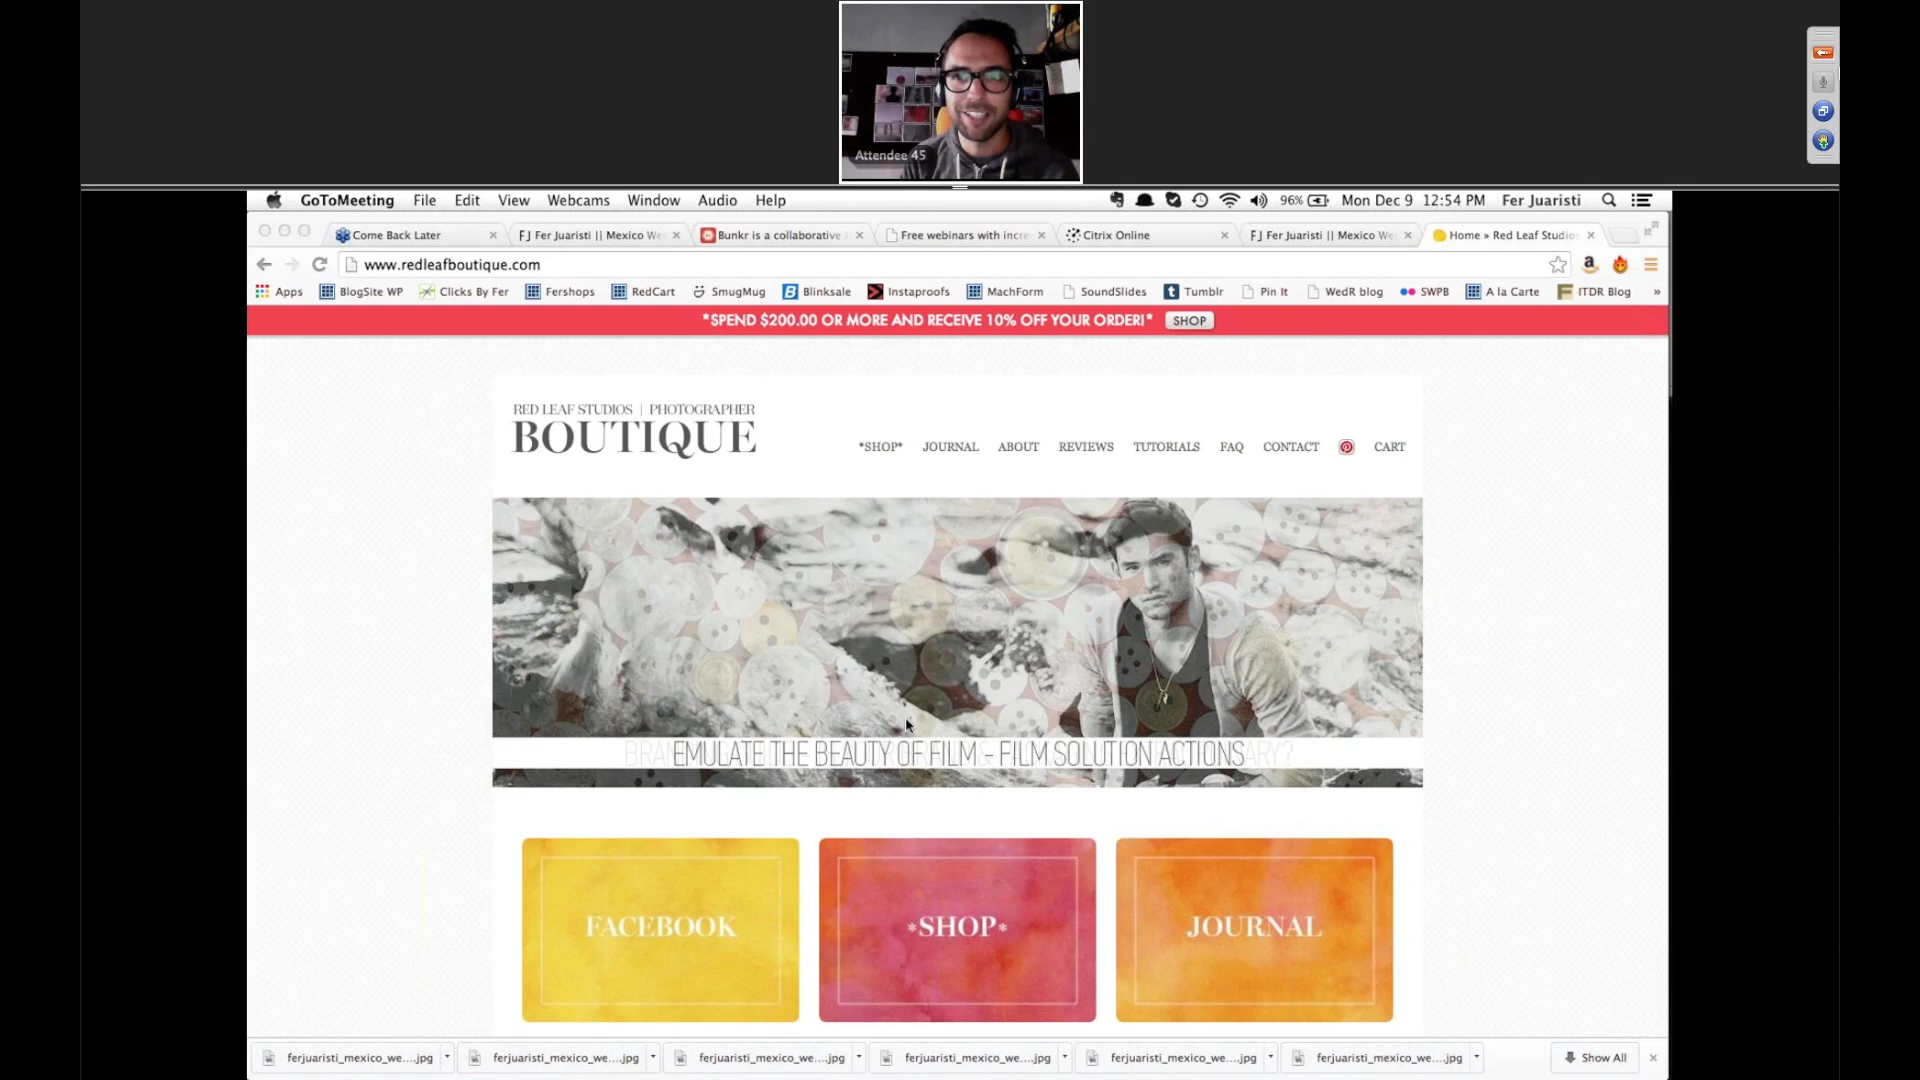 Attendee 45
GoToMeeting File Edit View Webcams Window Audio Help 96% Mon Dec 9 12:54 PM Fer Juaristi
Come Back Later FJ Fer Juaristi || Mexico We Bunkr is a collaborative Free webinars with incre Citrix Online FJ Fer Juaristi || Mexico We Home » Red Leaf Studio
www.redleafboutique.com
Apps BlogSite WP Clicks By Fer Fershops RedCart SmugMug Blinksale Instaproofs MachForm SoundSlides Tumblr Pin It WedR blog SWPB A la Carte ITDR Blog »
*SPEND $200.00 OR MORE AND RECEIVE 10% OFF YOUR ORDER!* SHOP
RED LEAF STUDIOS | PHOTOGRAPHER
BOUTIQUE
*SHOP* JOURNAL ABOUT REVIEWS TUTORIALS FAQ CONTACT CART
EMULATE THE BEAUTY OF FILM - FILM SOLUTION ACTIONS
FACEBOOK *SHOP* JOURNAL
ferjuaristi_mexico_we....jpg ferjuaristi_mexico_we....jpg ferjuaristi_mexico_we....jpg ferjuaristi_mexico_we....jpg ferjuaristi_mexico_we....jpg ferjuaristi_mexico_we....jpg Show All